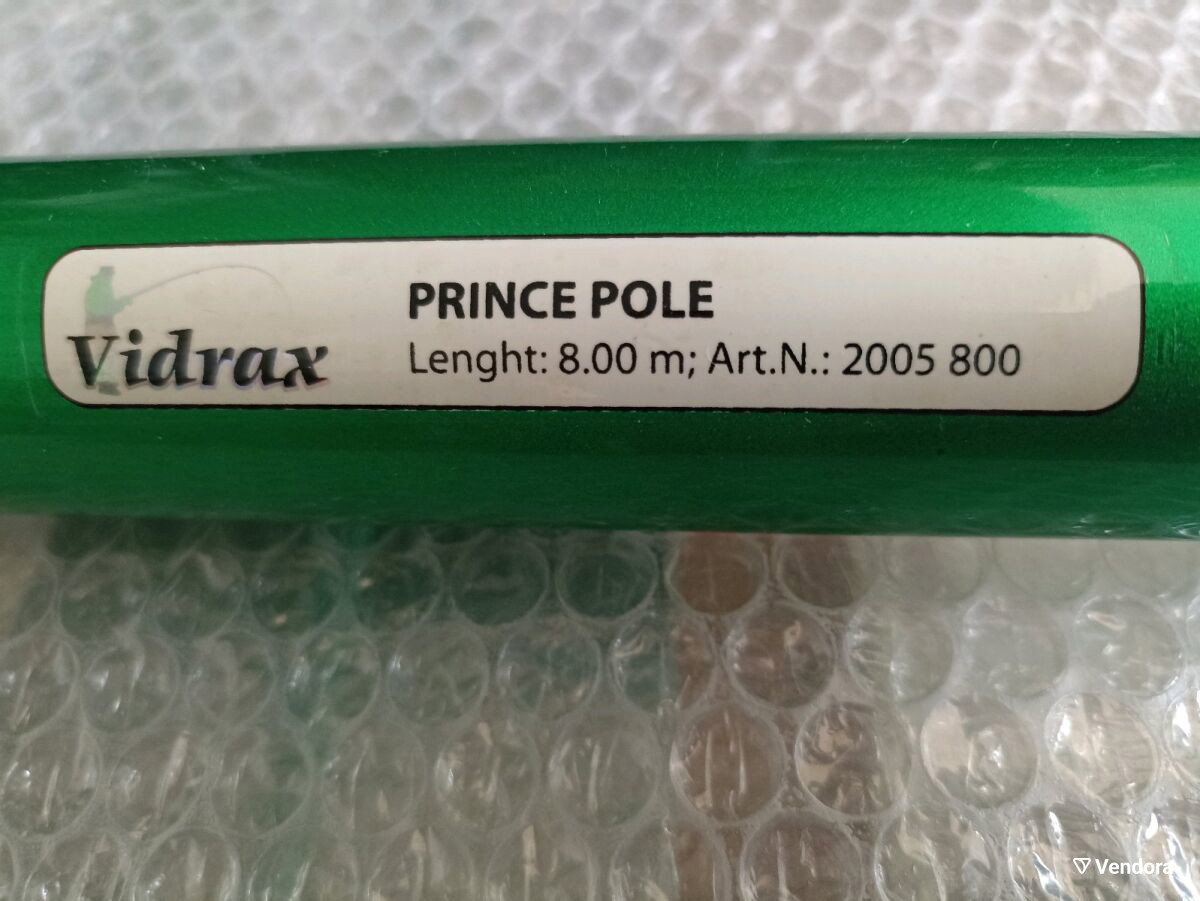 PRINCE POLE
Vidrax
Lenght: 8.00 m; Art.N.: 2005 800
Vendora